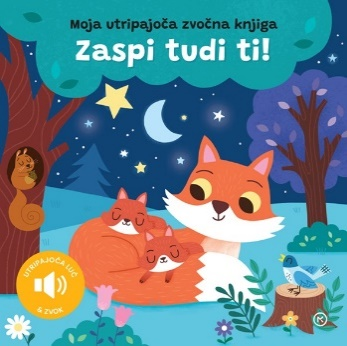 Moja utripajoča zvočna knjiga
Zaspi tudi ti!
UTRIPAJOČA LUČ
& ZVOK